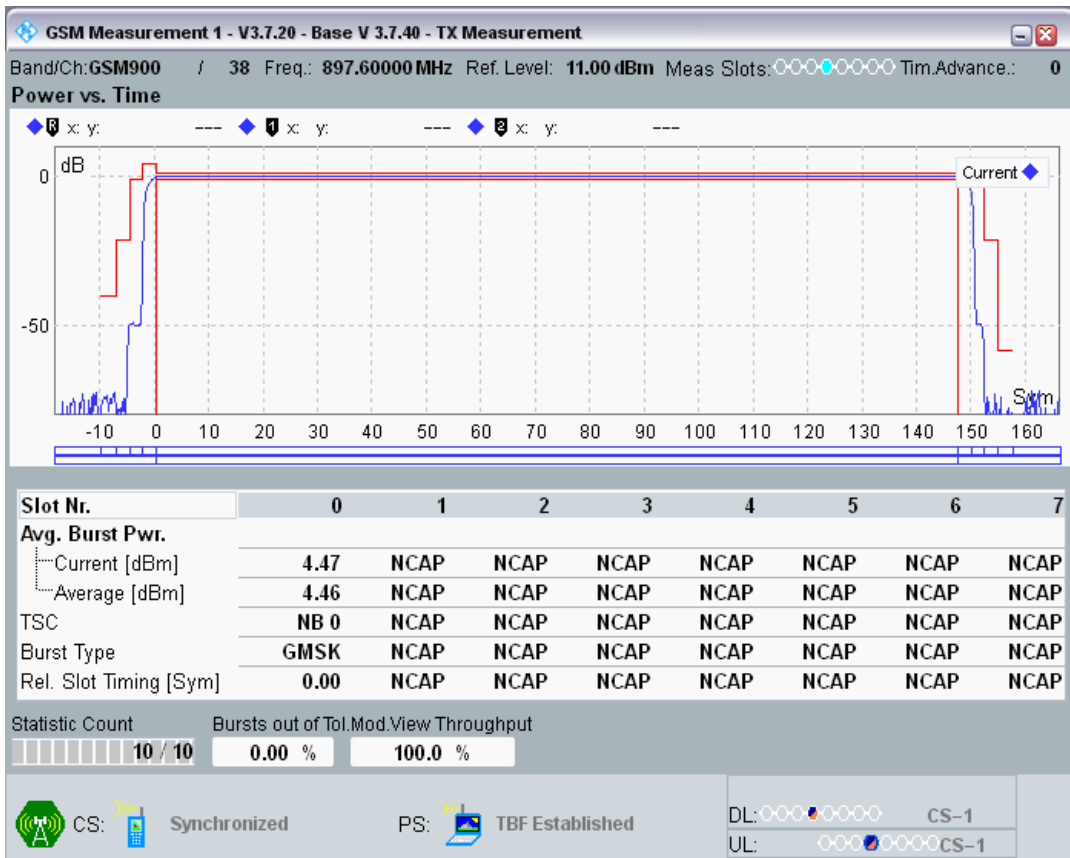 GSM Measurement 1 - V3.7.20 - Base V 3.7.40 - TX Measurement
Band/Ch:GSM900 / 38 Freq.: 897.60000 MHz Ref. Level: 11.00 dBm Meas Slots: Tim.Advance.: 0
Power vs. Time
R x: y: --- 1 x: y: --- 2 x: y: ---
dB
Current
0
-50
Sym
-10 0 10 20 30 40 50 60 70 80 90 100 110 120 130 140 150 160
Slot Nr. 0 1 2 3 4 5 6 7
Avg. Burst Pwr.
Current [dBm] 4.47 NCAP NCAP NCAP NCAP NCAP NCAP NCAP
Average [dBm] 4.46 NCAP NCAP NCAP NCAP NCAP NCAP NCAP
TSC NB 0 NCAP NCAP NCAP NCAP NCAP NCAP NCAP
Burst Type GMSK NCAP NCAP NCAP NCAP NCAP NCAP NCAP
Rel. Slot Timing [Sym] 0.00 NCAP NCAP NCAP NCAP NCAP NCAP NCAP
Statistic Count Bursts out of Tol.Mod.View Throughput
10 / 10 0.00 % 100.0 %
CS: Synchronized PS: TBF Established
DL: CS-1
UL: CS-1